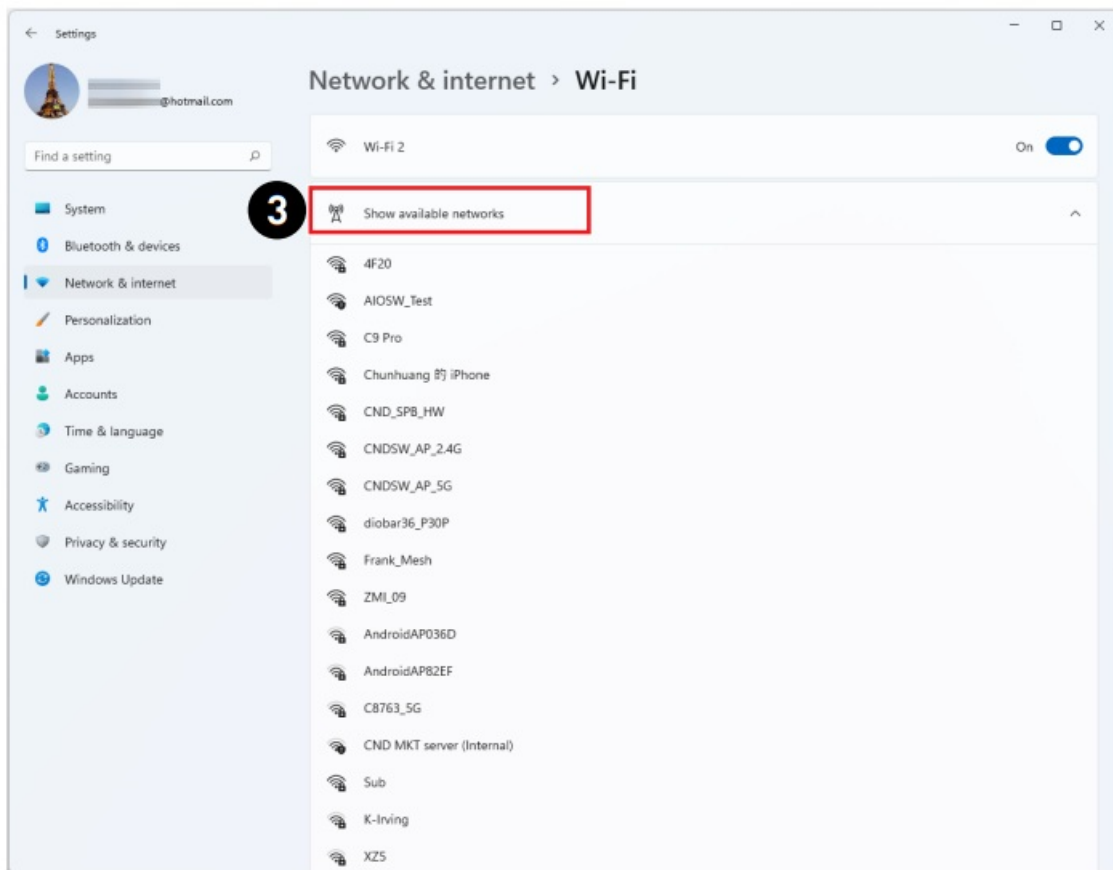 Settings
@hotmail.com
Find a setting
System
Bluetooth & devices
Network & internet
Personalization
Apps
Accounts
Time & language
Gaming
Accessibility
Privacy & security
Windows Update
Network & internet > Wi-Fi
Wi-Fi 2
On
3
Show available networks
4F20
AIOSW_Test
C9 Pro
Chunhuang 的 iPhone
CND_SPB_HW
CNDSW_AP_2.4G
CNDSW_AP_5G
diobar36_P30P
Frank_Mesh
ZMI_09
AndroidAP036D
AndroidAP82EF
C8763_5G
CND MKT server (Internal)
Sub
K-Irving
XZ5